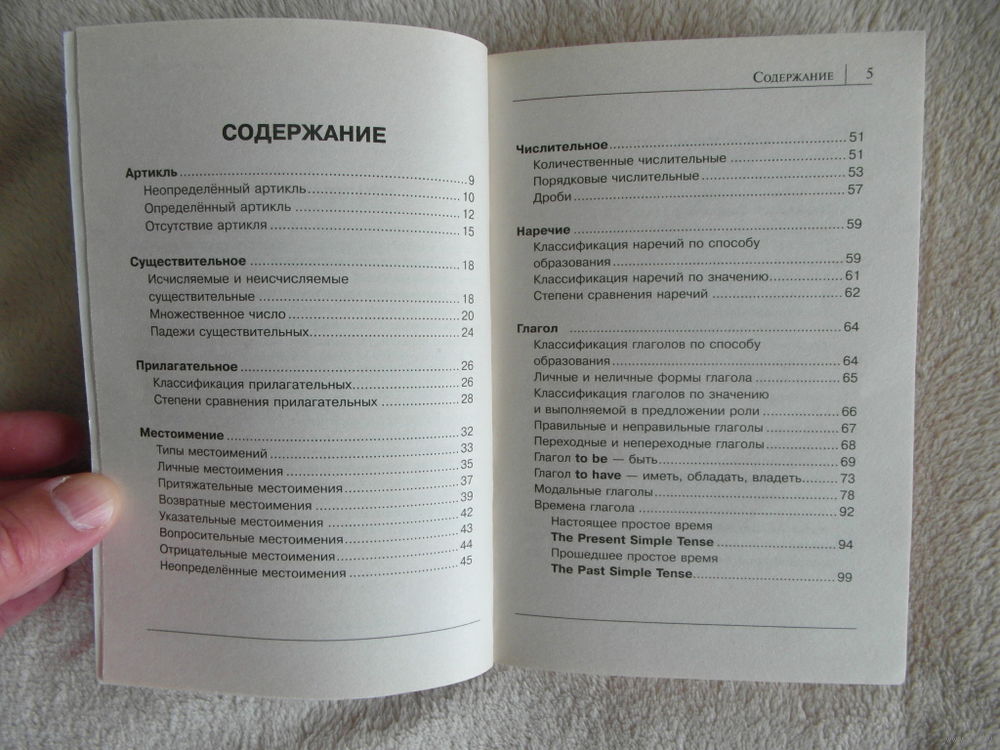 СОДЕРЖАНИЕ
Артикль 9
Неопределённый артикль 10
Определённый артикль 12
Отсутствие артикля 15
Существительное 18
Исчисляемые и неисчисляемые
существительные 18
Множественное число 20
Падежи существительных 24
Прилагательное 26
Классификация прилагательных 26
Степени сравнения прилагательных 28
Местоимение 32
Типы местоимений 33
Личные местоимения 35
Притяжательные местоимения 37
Возвратные местоимения 39
Указательные местоимения 42
Вопросительные местоимения 43
Отрицательные местоимения 44
Неопределённые местоимения 45
Содержание | 5
Числительное 51
Количественные числительные 51
Порядковые числительные 53
Дроби 57
Наречие 59
Классификация наречий по способу
образования 59
Классификация наречий по значению 61
Степени сравнения наречий 62
Глагол 64
Классификация глаголов по способу
образования 64
Личные и неличные формы глагола 65
Классификация глаголов по значению
и выполняемой в предложении роли 66
Правильные и неправильные глаголы 67
Переходные и непереходные глаголы 68
Глагол to be — быть 69
Глагол to have — иметь, обладать, владеть 73
Модальные глаголы 78
Времена глагола 92
Настоящее простое время
The Present Simple Tense 94
Прошедшее простое время
The Past Simple Tense 99